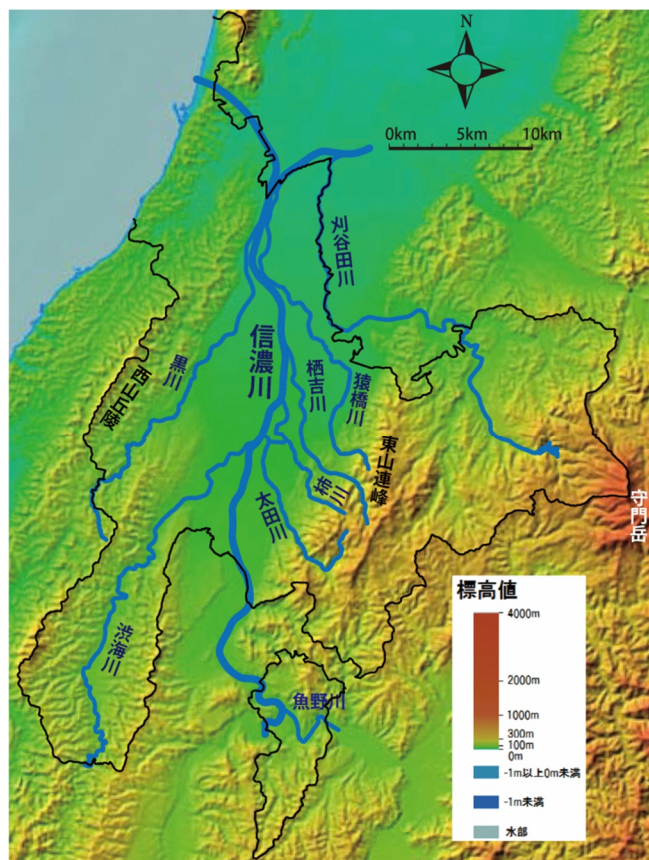 N
0km 5km 10km
刈谷田川
信濃川
黒川
西山丘陵
栖吉川
猿橋川
東山連峰
柿川
太田川
守門岳
渋海川
魚野川
標高値
4000m
2000m
1000m
300m
100m
0m
-1m以上0m未満
-1m未満
水部